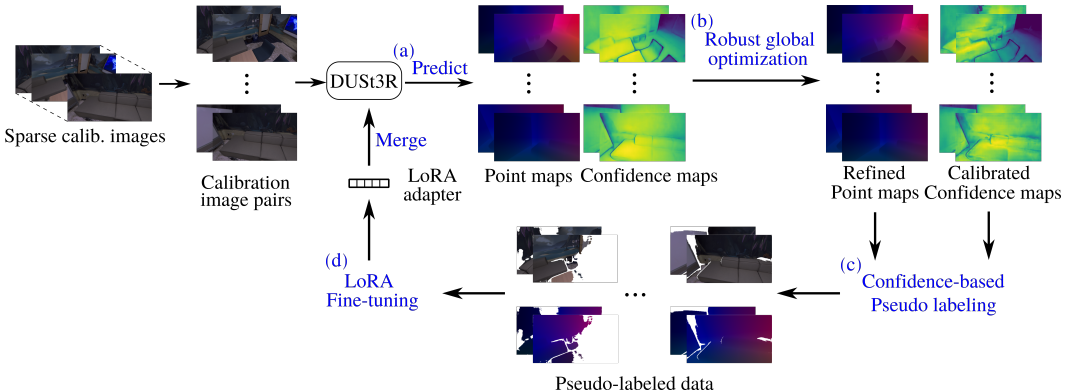 (a)
Predict
(b)
Robust global
optimization
DUSt3R
Sparse calib. images
Merge
Calibration
image pairs
LoRA
adapter
Point maps
Confidence maps
Refined
Point maps
Calibrated
Confidence maps
(d)
LoRA
Fine-tuning
(c)
Confidence-based
Pseudo labeling
Pseudo-labeled data